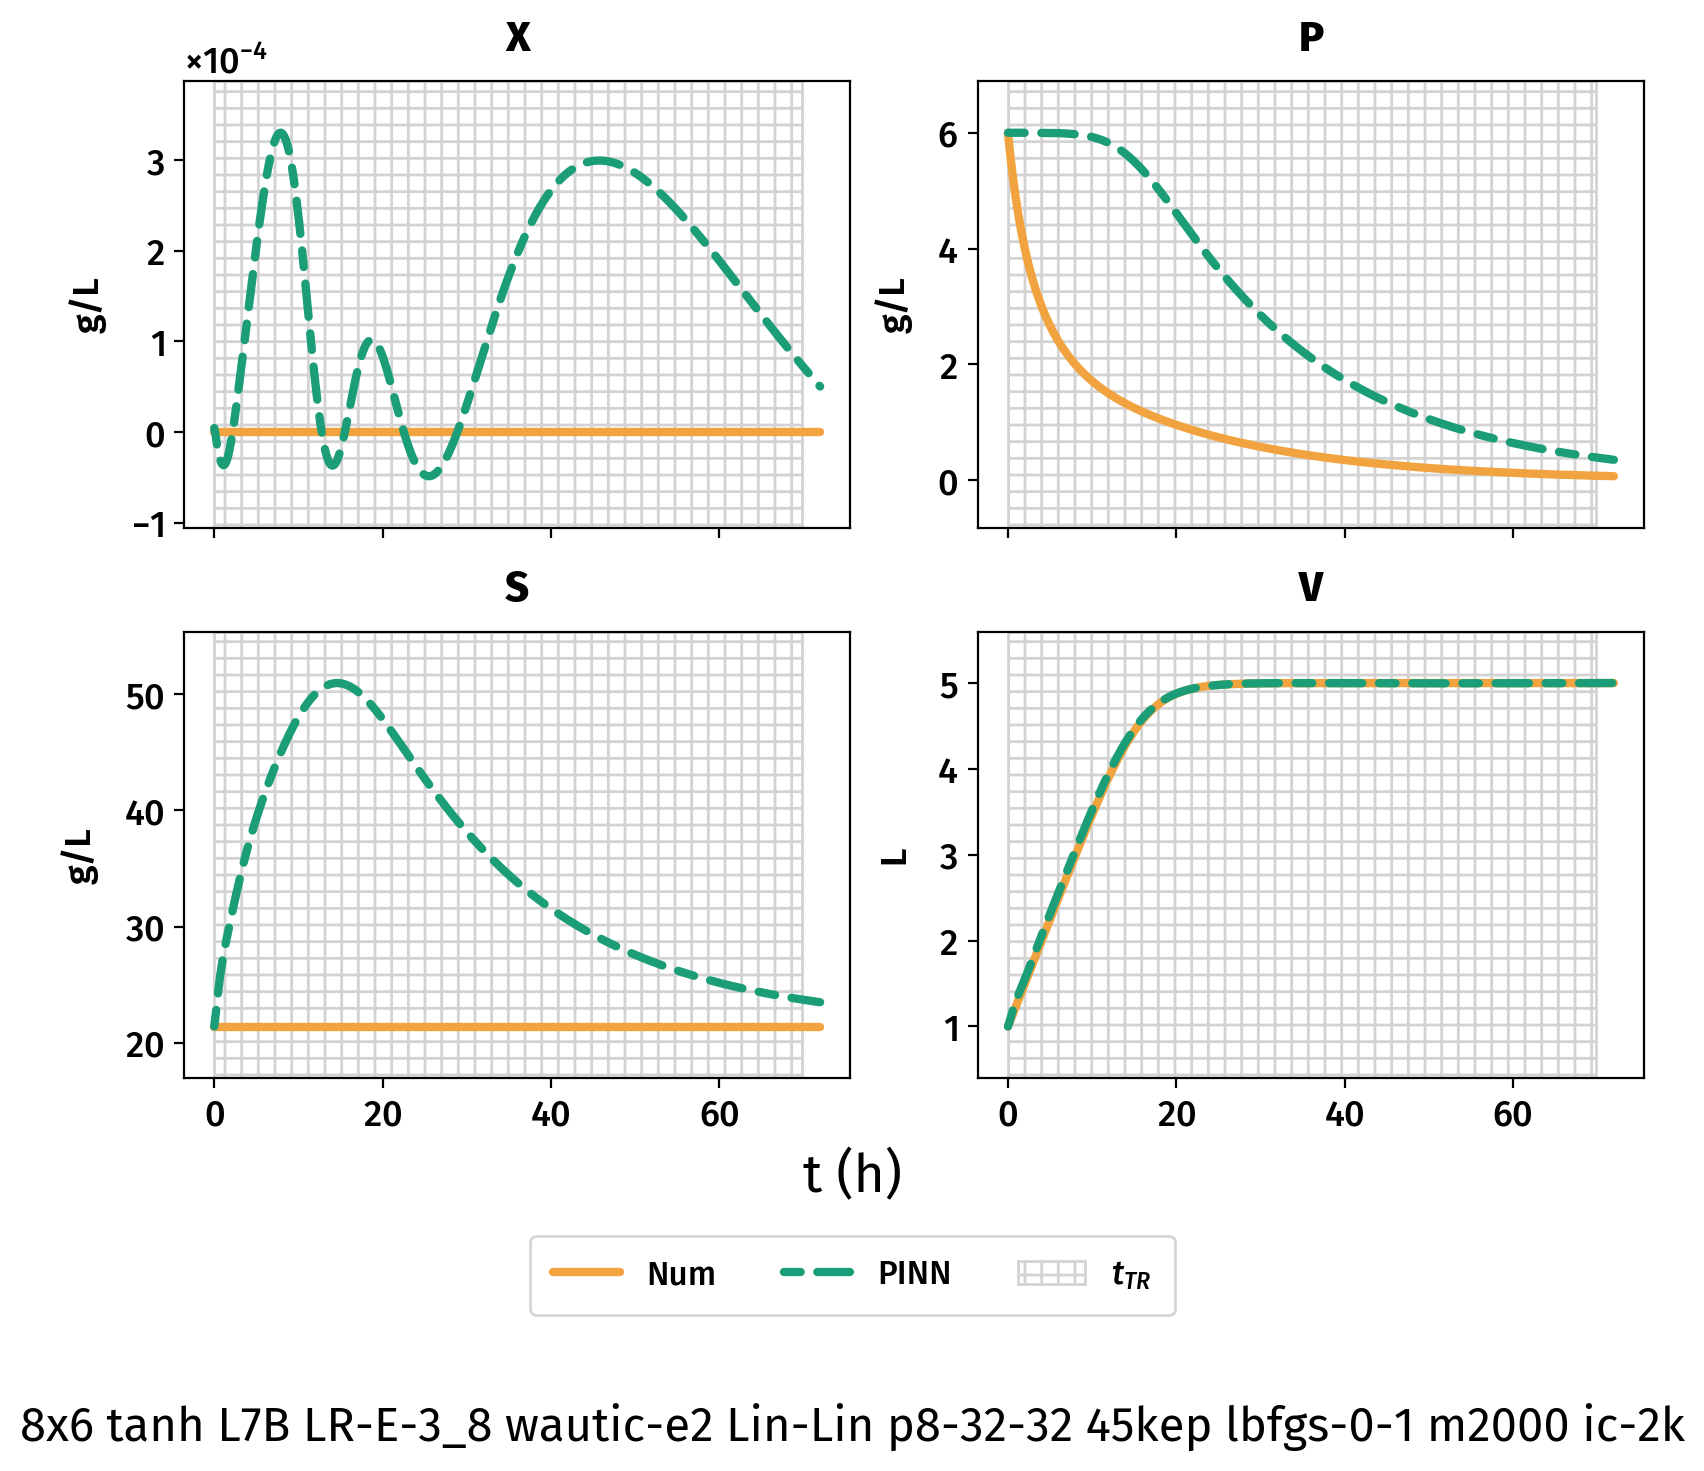 X
×10⁻⁴
g/L
3
2
1
0
−1
P
g/L
6
4
2
0
S
g/L
50
40
30
20
0 20 40 60
V
L
5
4
3
2
1
0 20 40 60
t (h)
Num PINN t_TR
8x6 tanh L7B LR-E-3_8 wautic-e2 Lin-Lin p8-32-32 45kep lbfgs-0-1 m2000 ic-2k